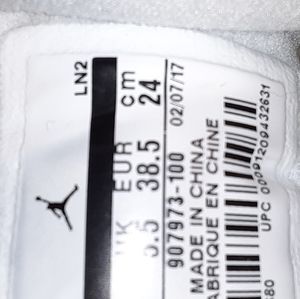 LN2
UK EUR cm
5.5 38.5 24
02/07/17
907973-100
MADE IN CHINA
FABRIQUE EN CHINE
UPC 00091209432631